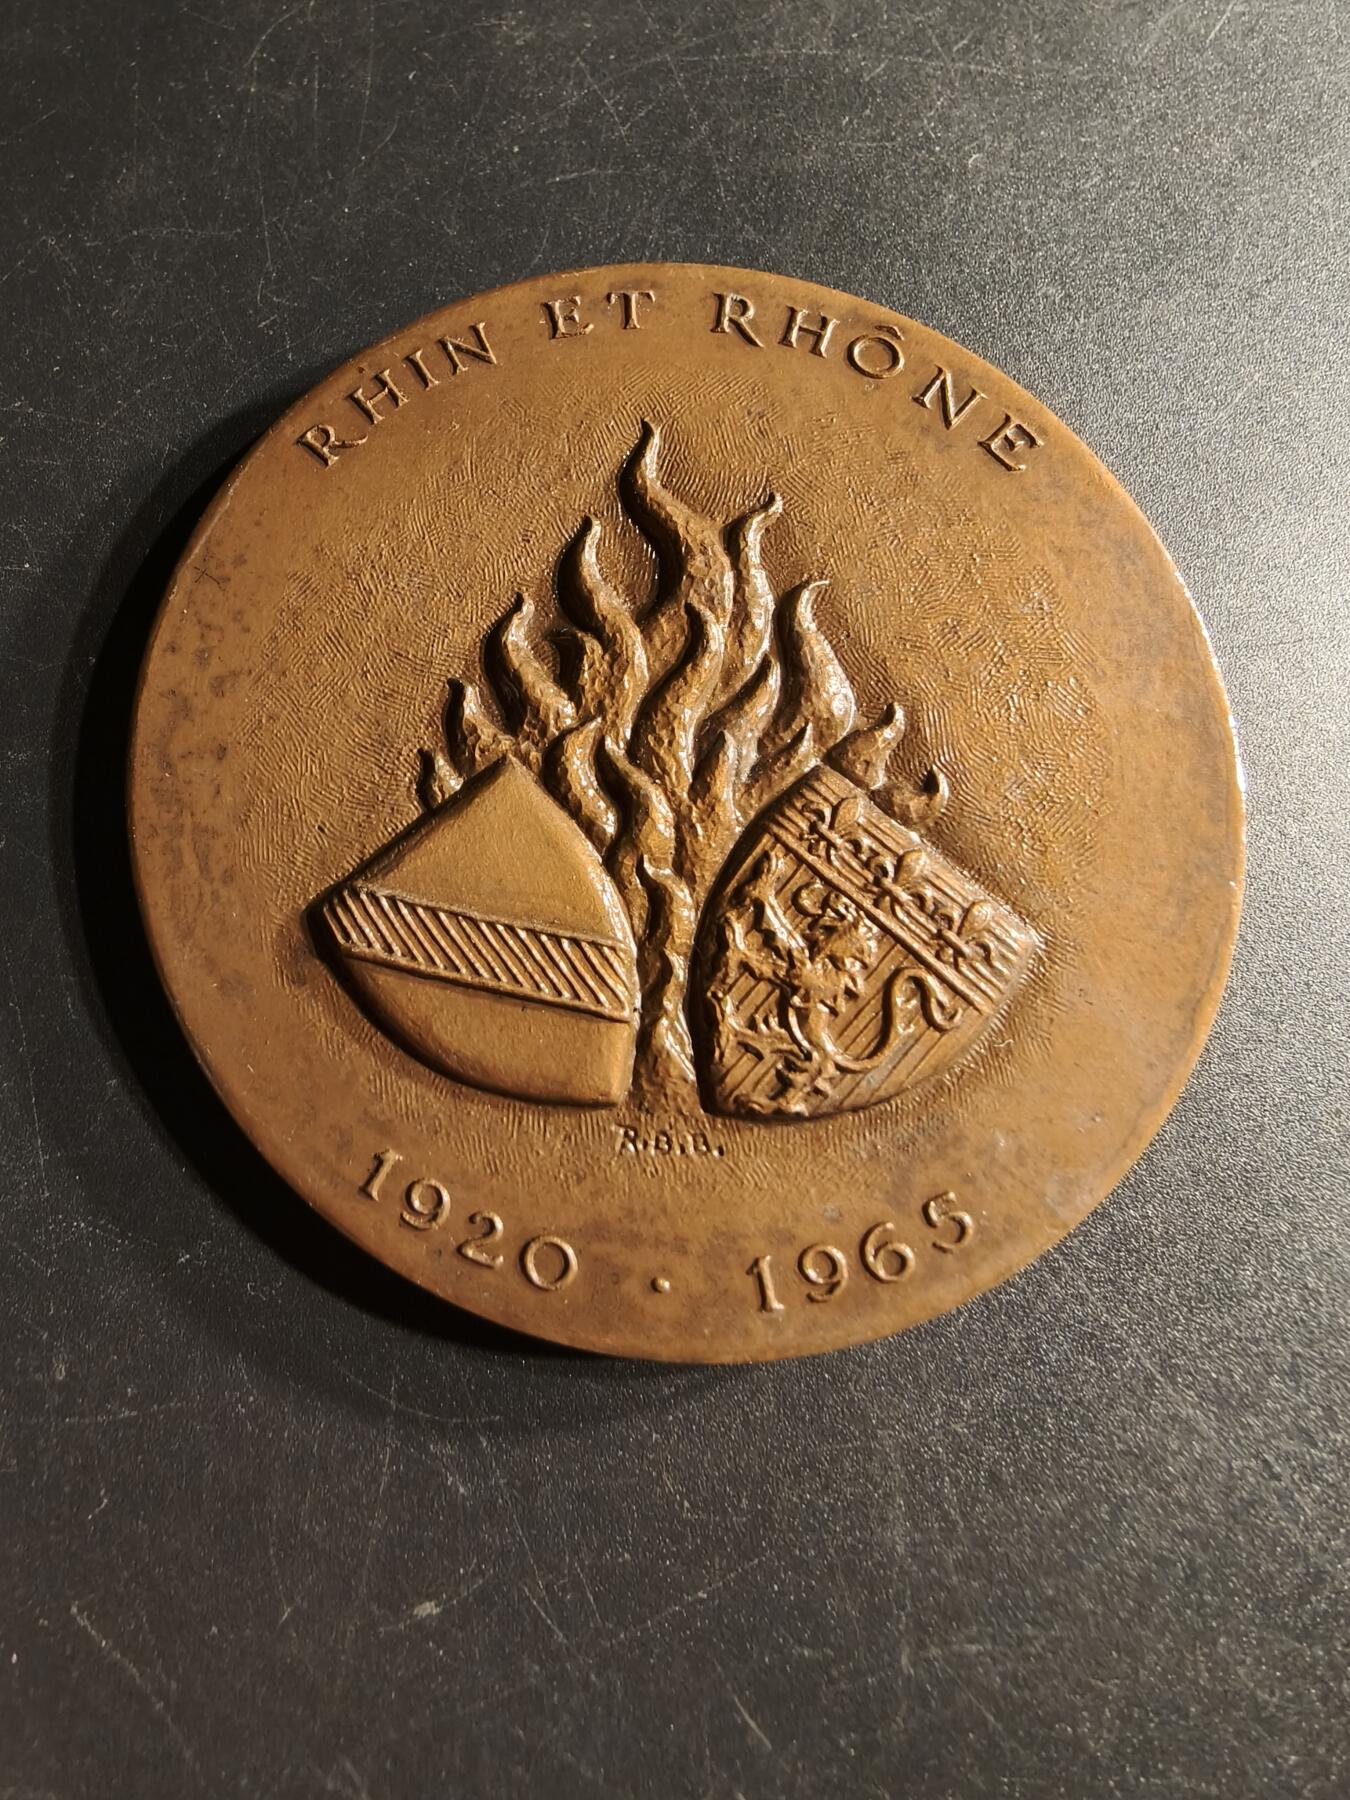 RHIN ET RHÔNE
R.B.B.
1920 · 1965